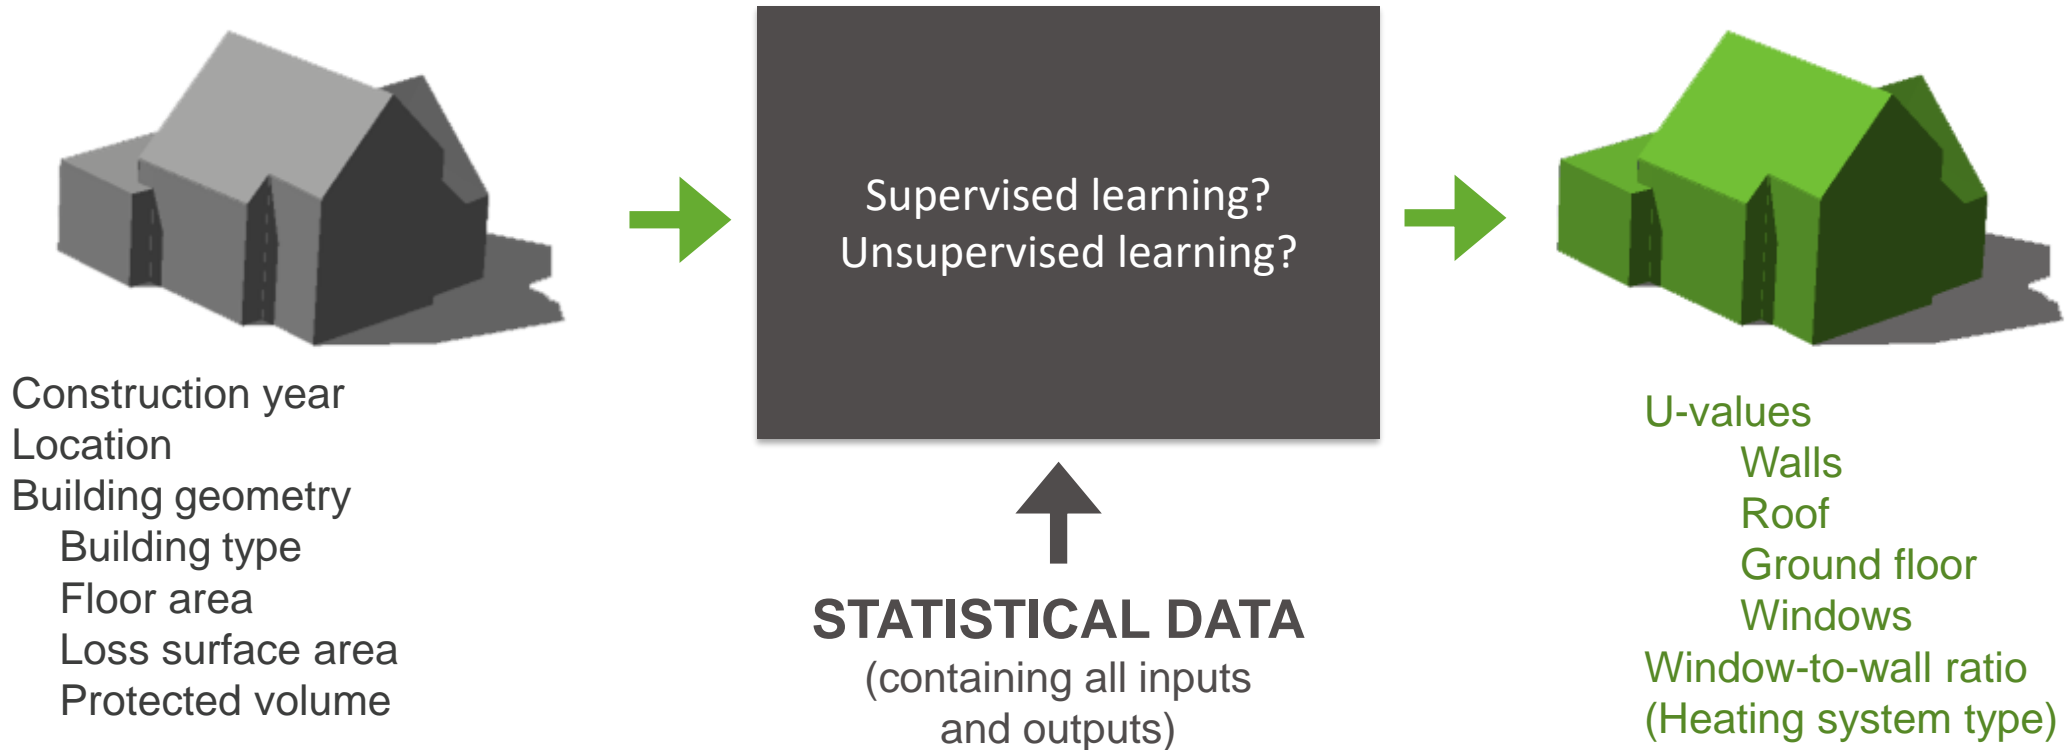 Supervised learning?
Unsupervised learning?
Construction year
Location
Building geometry
Building type
Floor area
Loss surface area
Protected volume
STATISTICAL DATA
(containing all inputs
and outputs)
U-values
Walls
Roof
Ground floor
Windows
Window-to-wall ratio
(Heating system type)